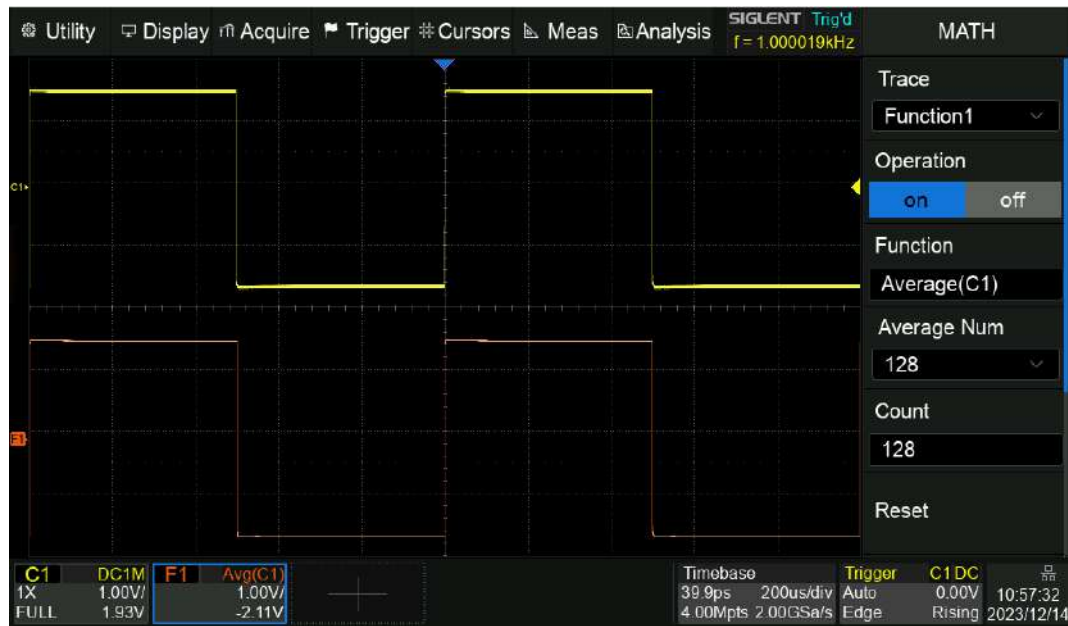 Utility Display Acquire Trigger Cursors Meas Analysis SIGLENT Trig'd MATH
f = 1.000019kHz
Trace
Function1
Operation
C1
on off
Function
Average(C1)
Average Num
128
Count
F1
128
Reset
C1 DC1M F1 Avg(C1) Timebase Trigger C1 DC
1X 1.00V/ 1.00V/ 39.9ps 200us/div Auto 0.00V 10:57:32
FULL 1.93V -2.11V 4.00Mpts 2.00GSa/s Edge Rising 2023/12/14